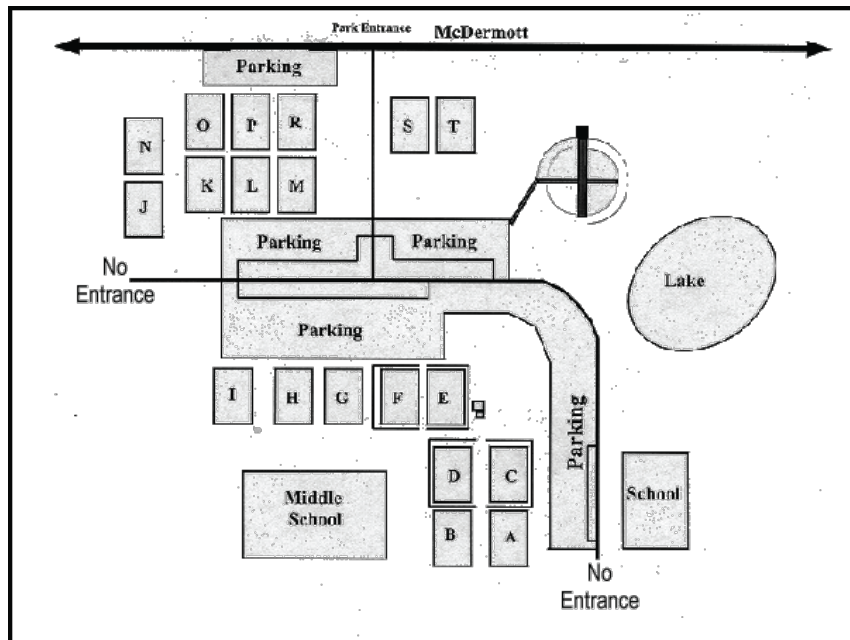 Park Entrance
McDermott
Parking
O P R
S T
N
K L M
J
Parking
Parking
No
Entrance
Lake
Parking
I H G F E
Parking
D C
Middle
School
School
B A
No
Entrance